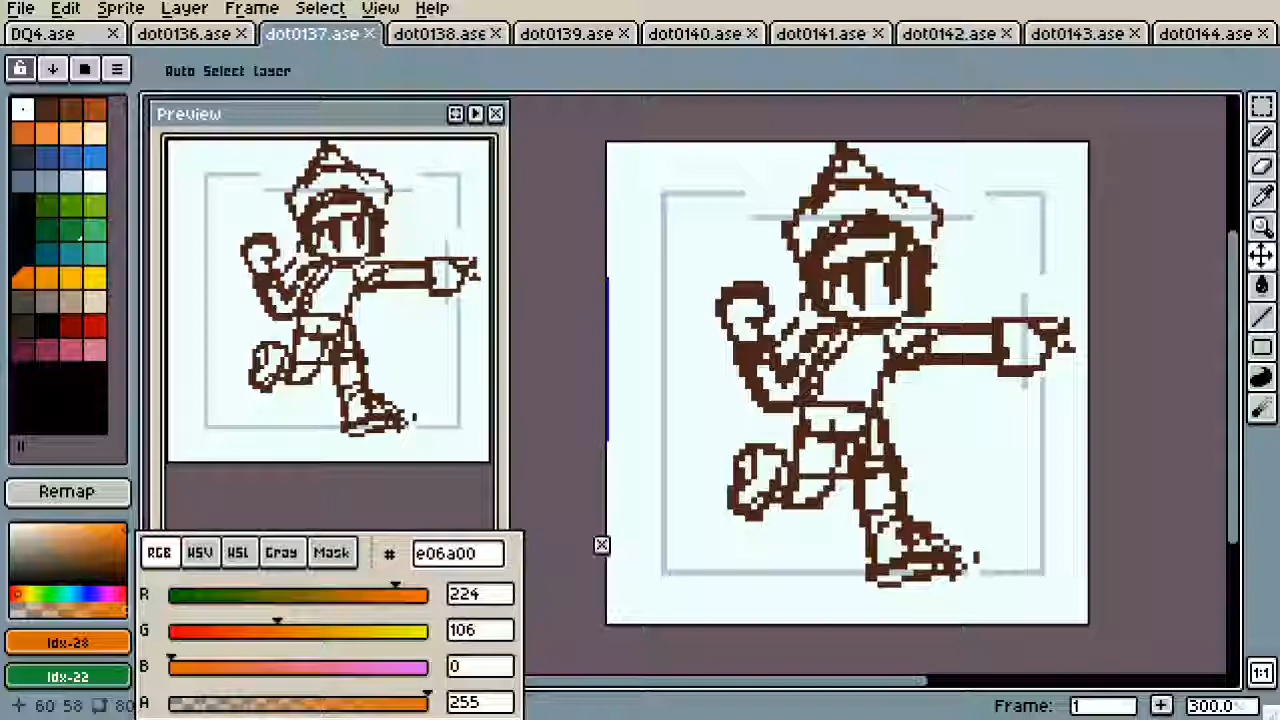 File Edit Sprite Layer Frame Select View Help
DQ4.ase dot0136.ase dot0137.ase dot0138.ase dot0139.ase dot0140.ase dot0141.ase dot0142.ase dot0143.ase dot0144.ase
Auto Select Layer
Preview
Remap
RGB HSV HSL Gray Mask # e06a00
R 224
G 106
B 0
A 255
Idx-28
Idx-22
60 58 80
Frame: 1 300.0
1:1